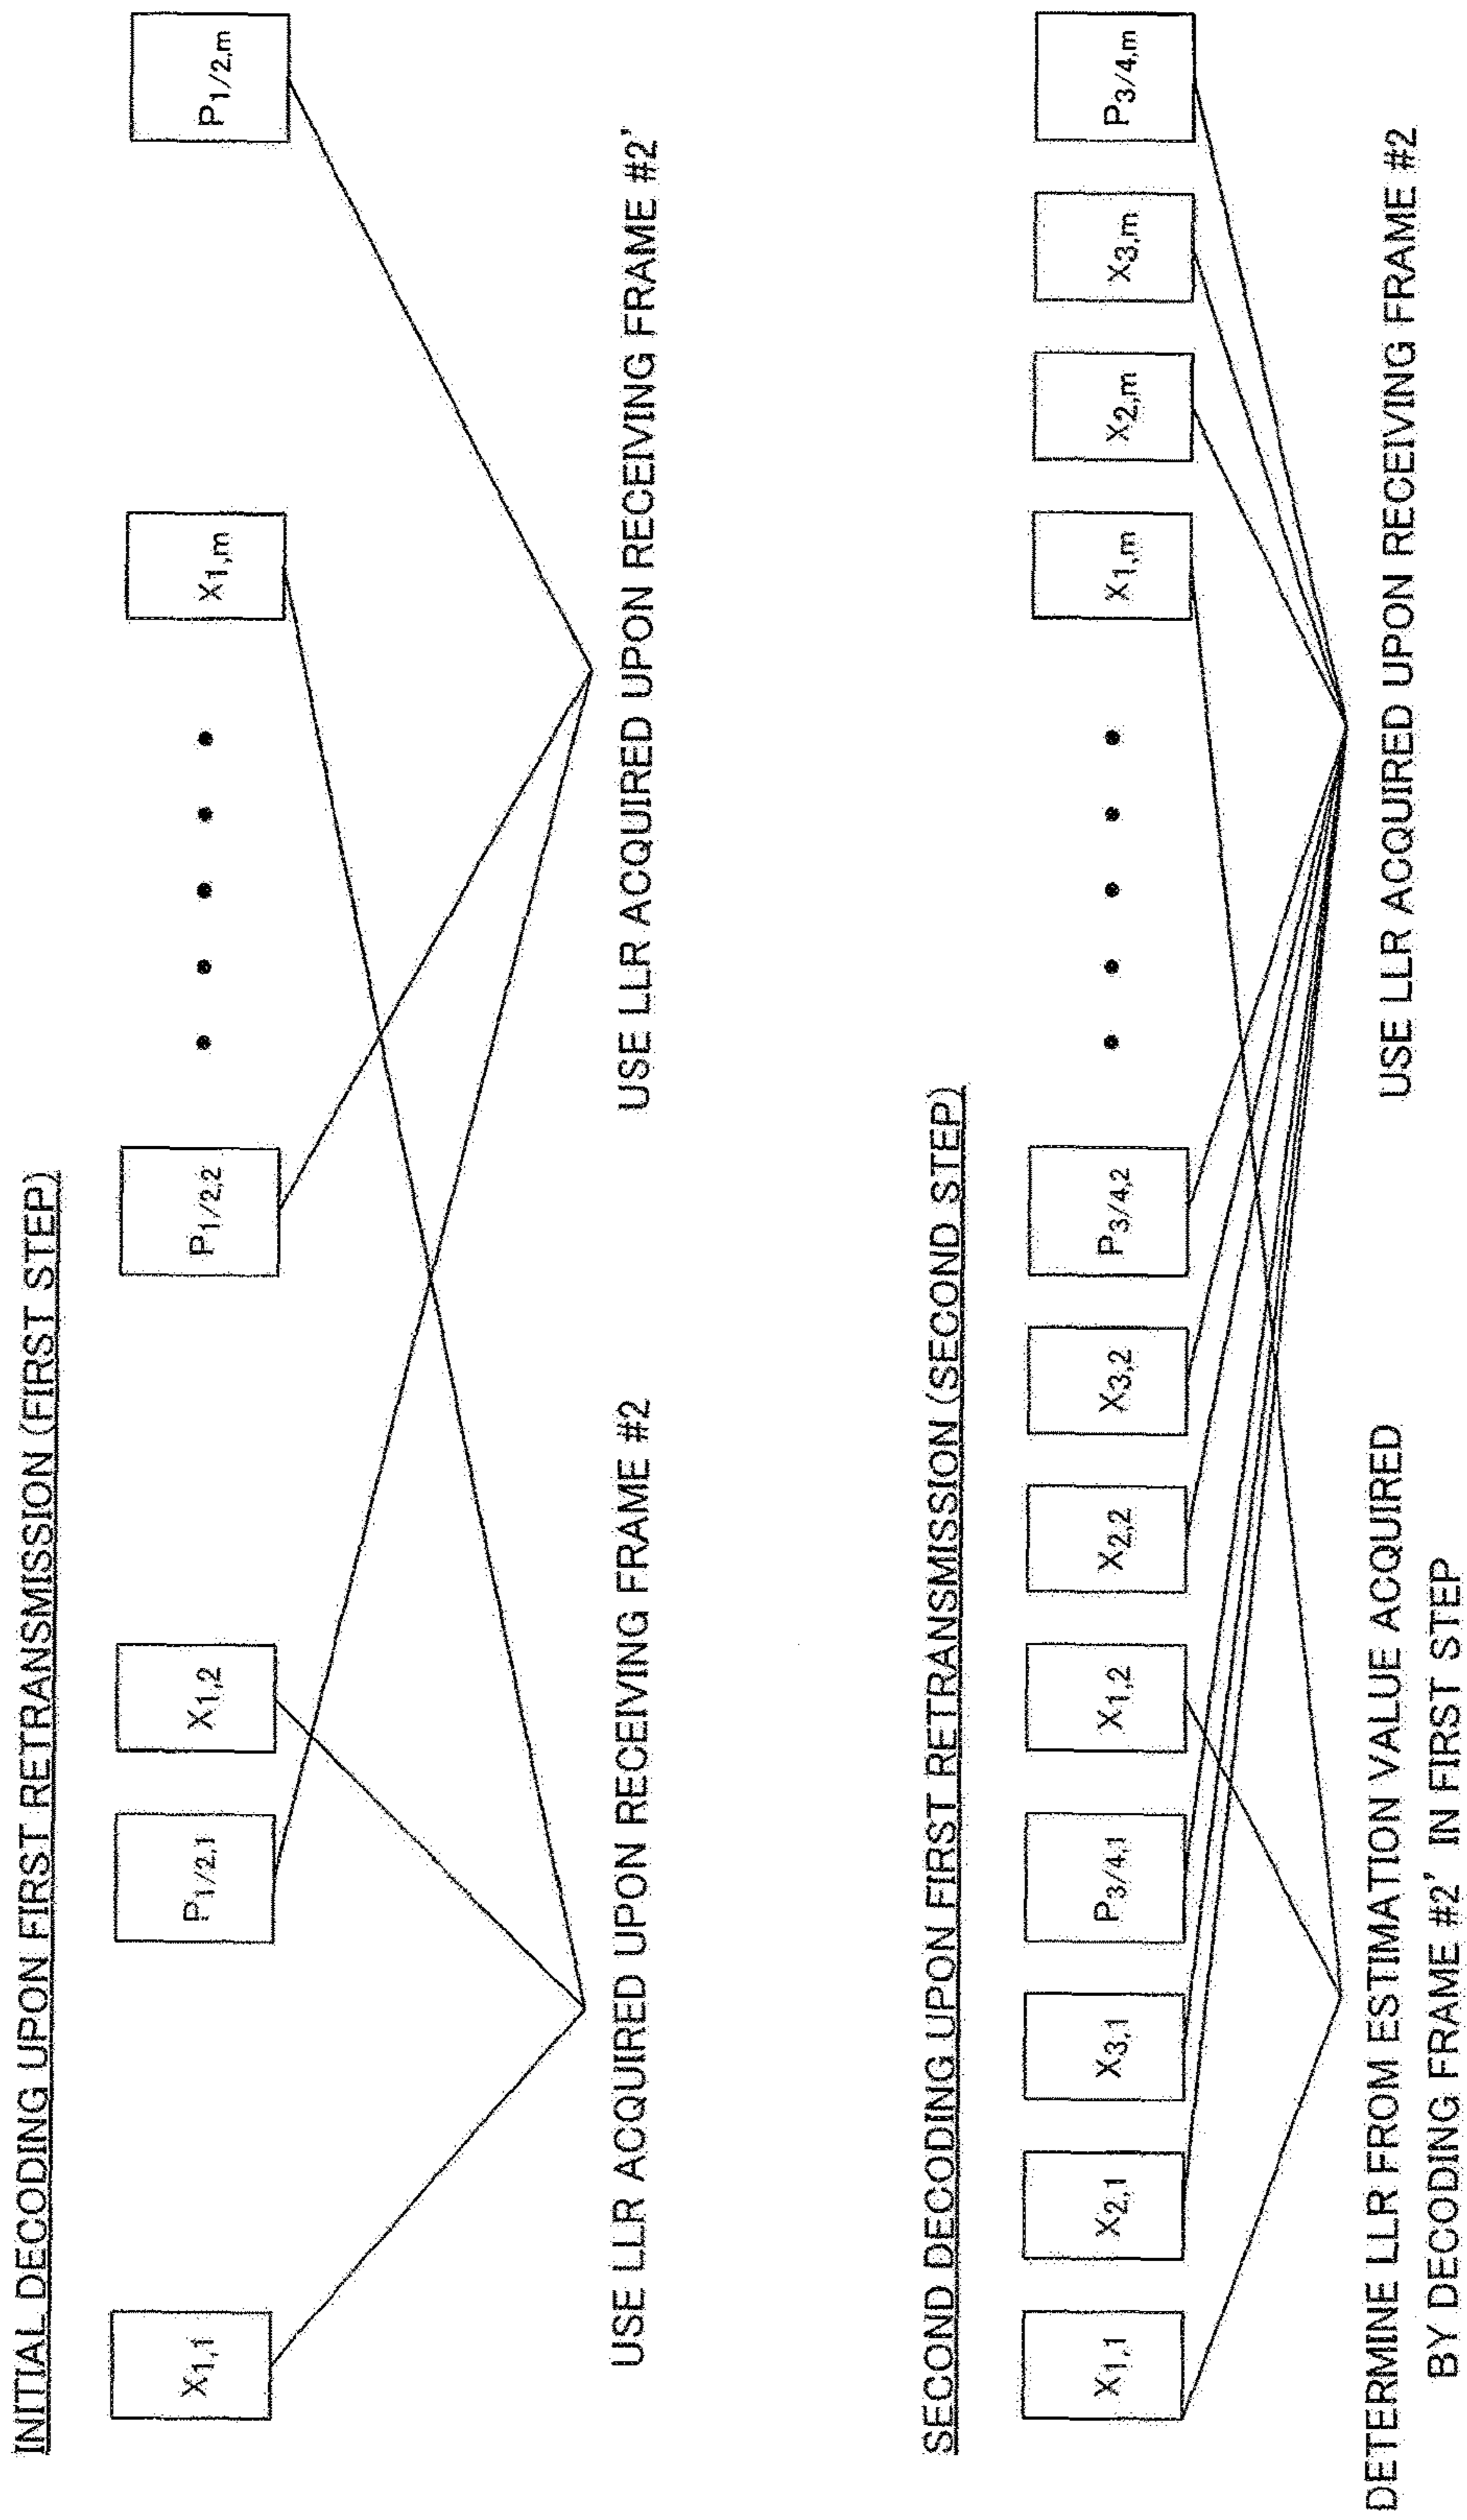 INITIAL DECODING UPON FIRST RETRANSMISSION (FIRST STEP)
X1,1 P1/2,1 X1,2 P1/2,2 X1,m P1/2,m
USE LLR ACQUIRED UPON RECEIVING FRAME #2
USE LLR ACQUIRED UPON RECEIVING FRAME #2'
SECOND DECODING UPON FIRST RETRANSMISSION (SECOND STEP)
X1,1 X2,1 X3,1 P3/4,1 X1,2 X2,2 X3,2 P3/4,2 X1,m X2,m X3,m P3/4,m
DETERMINE LLR FROM ESTIMATION VALUE ACQUIRED
BY DECODING FRAME #2' IN FIRST STEP
USE LLR ACQUIRED UPON RECEIVING FRAME #2